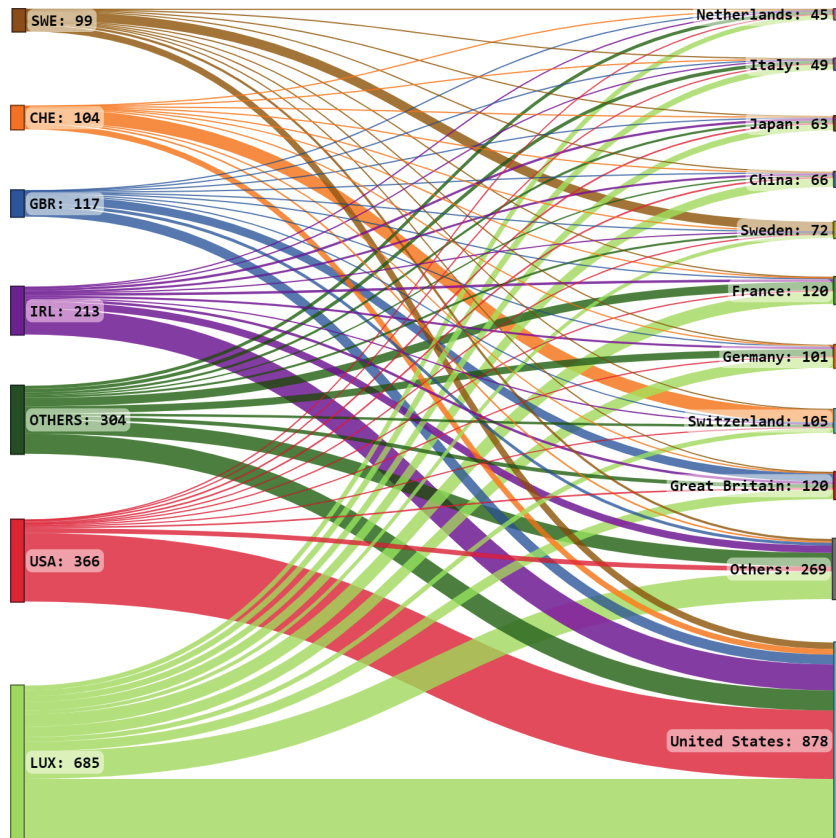 SWE: 99
CHE: 104
GBR: 117
IRL: 213
OTHERS: 304
USA: 366
LUX: 685
Netherlands: 45
Italy: 49
Japan: 63
China: 66
Sweden: 72
France: 120
Germany: 101
Switzerland: 105
Great Britain: 120
Others: 269
United States: 878